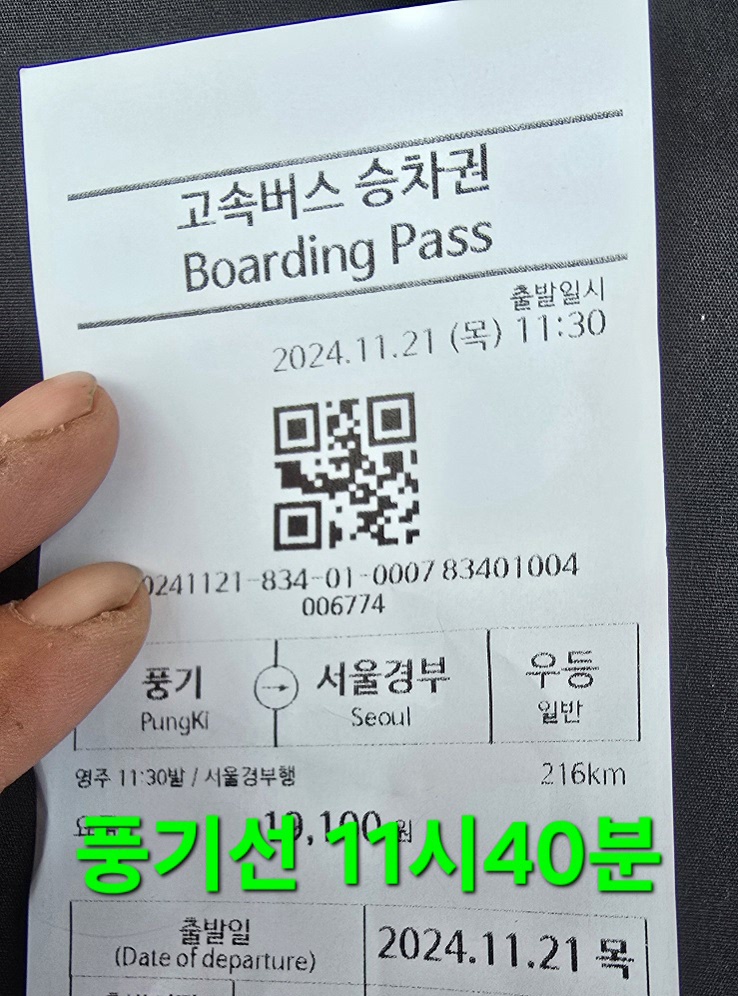 고속버스 승차권
Boarding Pass
출발일시
2024.11.21 (목) 11:30
0241121-834-01-0007 83401004
006774
풍기 → 서울경부 우등
PungKi Seoul 일반
영주 11:30발 / 서울경부행 216km
19,100 원
풍기선 11시40분
출발일 2024.11.21 목
(Date of departure)